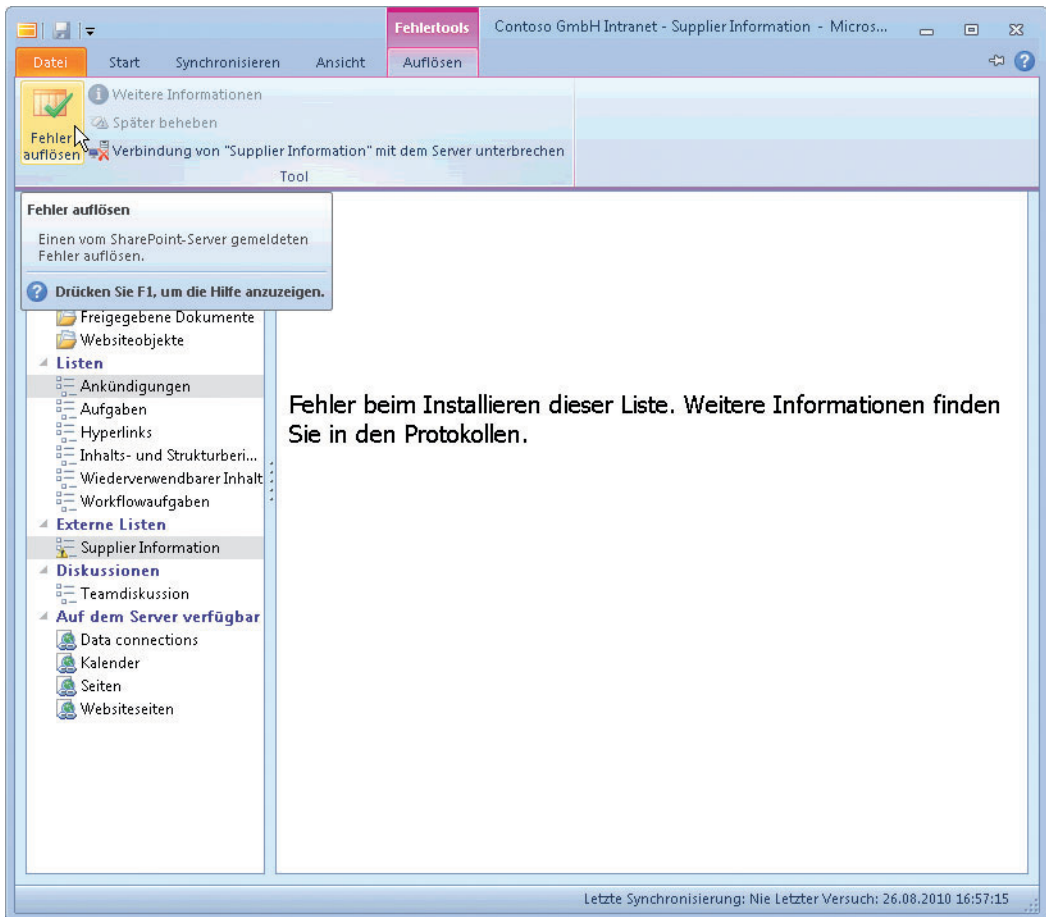 Fehlertools
Contoso GmbH Intranet - Supplier Information - Micros...
Datei Start Synchronisieren Ansicht Auflösen
Weitere Informationen
Später beheben
Fehler
auflösen
Verbindung von "Supplier Information" mit dem Server unterbrechen
Tool
Fehler auflösen
Einen vom SharePoint-Server gemeldeten
Fehler auflösen.
Drücken Sie F1, um die Hilfe anzuzeigen.
Freigegebene Dokumente
Websiteobjekte
Listen
Ankündigungen
Aufgaben
Hyperlinks
Inhalts- und Strukturberi...
Wiederverwendbarer Inhalt
Workflowaufgaben
Externe Listen
Supplier Information
Diskussionen
Teamdiskussion
Auf dem Server verfügbar
Data connections
Kalender
Seiten
Websiteseiten
Fehler beim Installieren dieser Liste. Weitere Informationen finden
Sie in den Protokollen.
Letzte Synchronisierung: Nie Letzter Versuch: 26.08.2010 16:57:15